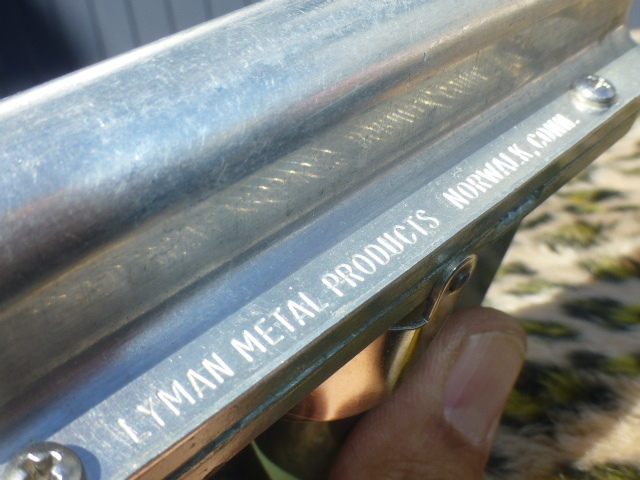 LYMAN METAL PRODUCTS NORWALK, CONN.